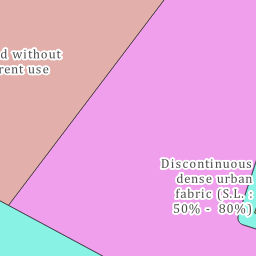 d without
rent use
Discontinuous
dense urban
fabric (S.L. :
50% - 80%)